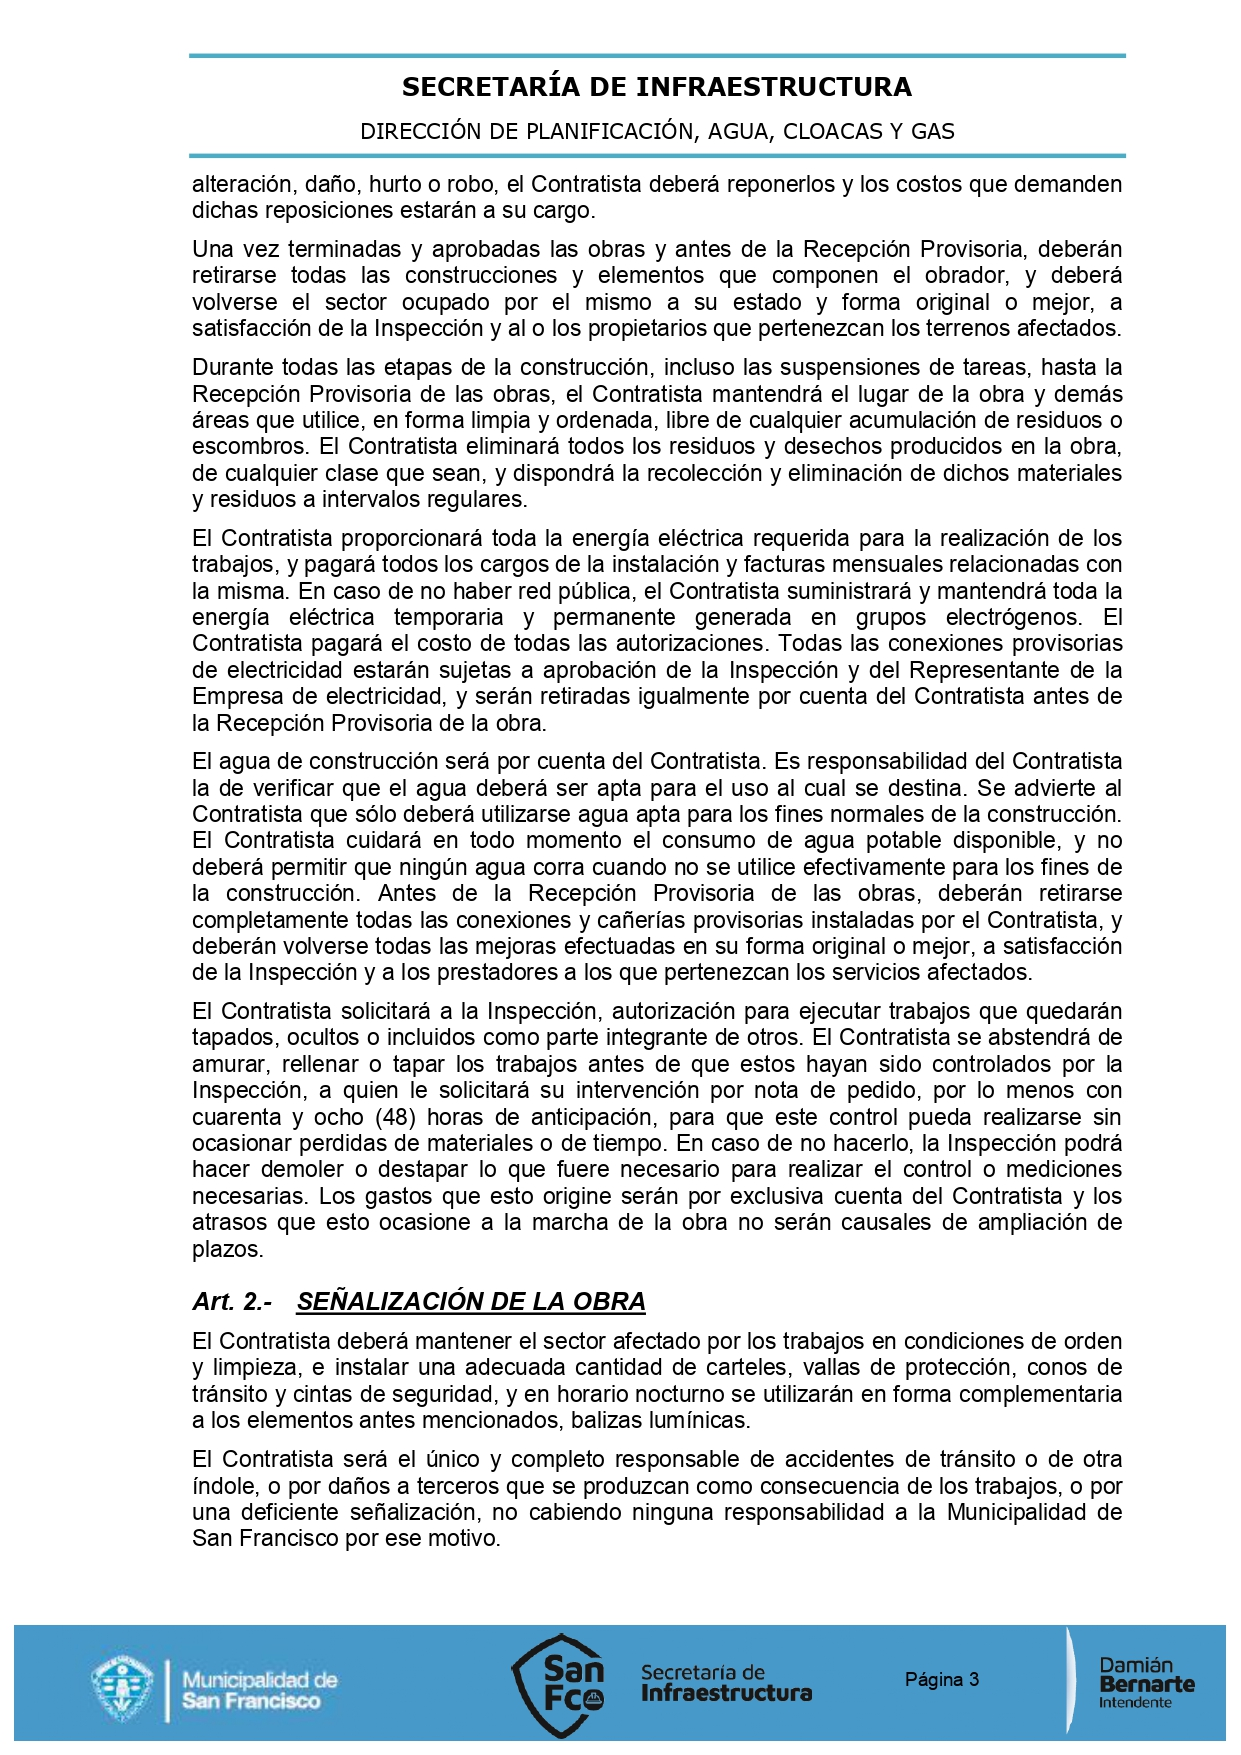 SECRETARÍA DE INFRAESTRUCTURA
DIRECCIÓN DE PLANIFICACIÓN, AGUA, CLOACAS Y GAS
alteración, daño, hurto o robo, el Contratista deberá reponerlos y los costos que demanden
dichas reposiciones estarán a su cargo.
Una vez terminadas y aprobadas las obras y antes de la Recepción Provisoria, deberán
retirarse todas las construcciones y elementos que componen el obrador, y deberá
volverse el sector ocupado por el mismo a su estado y forma original o mejor, a
satisfacción de la Inspección y al o los propietarios que pertenezcan los terrenos afectados.
Durante todas las etapas de la construcción, incluso las suspensiones de tareas, hasta la
Recepción Provisoria de las obras, el Contratista mantendrá el lugar de la obra y demás
áreas que utilice, en forma limpia y ordenada, libre de cualquier acumulación de residuos o
escombros. El Contratista eliminará todos los residuos y desechos producidos en la obra,
de cualquier clase que sean, y dispondrá la recolección y eliminación de dichos materiales
y residuos a intervalos regulares.
El Contratista proporcionará toda la energía eléctrica requerida para la realización de los
trabajos, y pagará todos los cargos de la instalación y facturas mensuales relacionadas con
la misma. En caso de no haber red pública, el Contratista suministrará y mantendrá toda la
energía eléctrica temporaria y permanente generada en grupos electrógenos. El
Contratista pagará el costo de todas las autorizaciones. Todas las conexiones provisorias
de electricidad estarán sujetas a aprobación de la Inspección y del Representante de la
Empresa de electricidad, y serán retiradas igualmente por cuenta del Contratista antes de
la Recepción Provisoria de la obra.
El agua de construcción será por cuenta del Contratista. Es responsabilidad del Contratista
la de verificar que el agua deberá ser apta para el uso al cual se destina. Se advierte al
Contratista que sólo deberá utilizarse agua apta para los fines normales de la construcción.
El Contratista cuidará en todo momento el consumo de agua potable disponible, y no
deberá permitir que ningún agua corra cuando no se utilice efectivamente para los fines de
la construcción. Antes de la Recepción Provisoria de las obras, deberán retirarse
completamente todas las conexiones y cañerías provisorias instaladas por el Contratista, y
deberán volverse todas las mejoras efectuadas en su forma original o mejor, a satisfacción
de la Inspección y a los prestadores a los que pertenezcan los servicios afectados.
El Contratista solicitará a la Inspección, autorización para ejecutar trabajos que quedarán
tapados, ocultos o incluidos como parte integrante de otros. El Contratista se abstendrá de
amurar, rellenar o tapar los trabajos antes de que estos hayan sido controlados por la
Inspección, a quien le solicitará su intervención por nota de pedido, por lo menos con
cuarenta y ocho (48) horas de anticipación, para que este control pueda realizarse sin
ocasionar perdidas de materiales o de tiempo. En caso de no hacerlo, la Inspección podrá
hacer demoler o destapar lo que fuere necesario para realizar el control o mediciones
necesarias. Los gastos que esto origine serán por exclusiva cuenta del Contratista y los
atrasos que esto ocasione a la marcha de la obra no serán causales de ampliación de
plazos.
Art. 2.- SEÑALIZACIÓN DE LA OBRA
El Contratista deberá mantener el sector afectado por los trabajos en condiciones de orden
y limpieza, e instalar una adecuada cantidad de carteles, vallas de protección, conos de
tránsito y cintas de seguridad, y en horario nocturno se utilizarán en forma complementaria
a los elementos antes mencionados, balizas lumínicas.
El Contratista será el único y completo responsable de accidentes de tránsito o de otra
índole, o por daños a terceros que se produzcan como consecuencia de los trabajos, o por
una deficiente señalización, no cabiendo ninguna responsabilidad a la Municipalidad de
San Francisco por ese motivo.
Municipalidad de
San Francisco
San
Fco
Secretaría de
Infraestructura
Página 3
Damián
Bernarte
Intendente